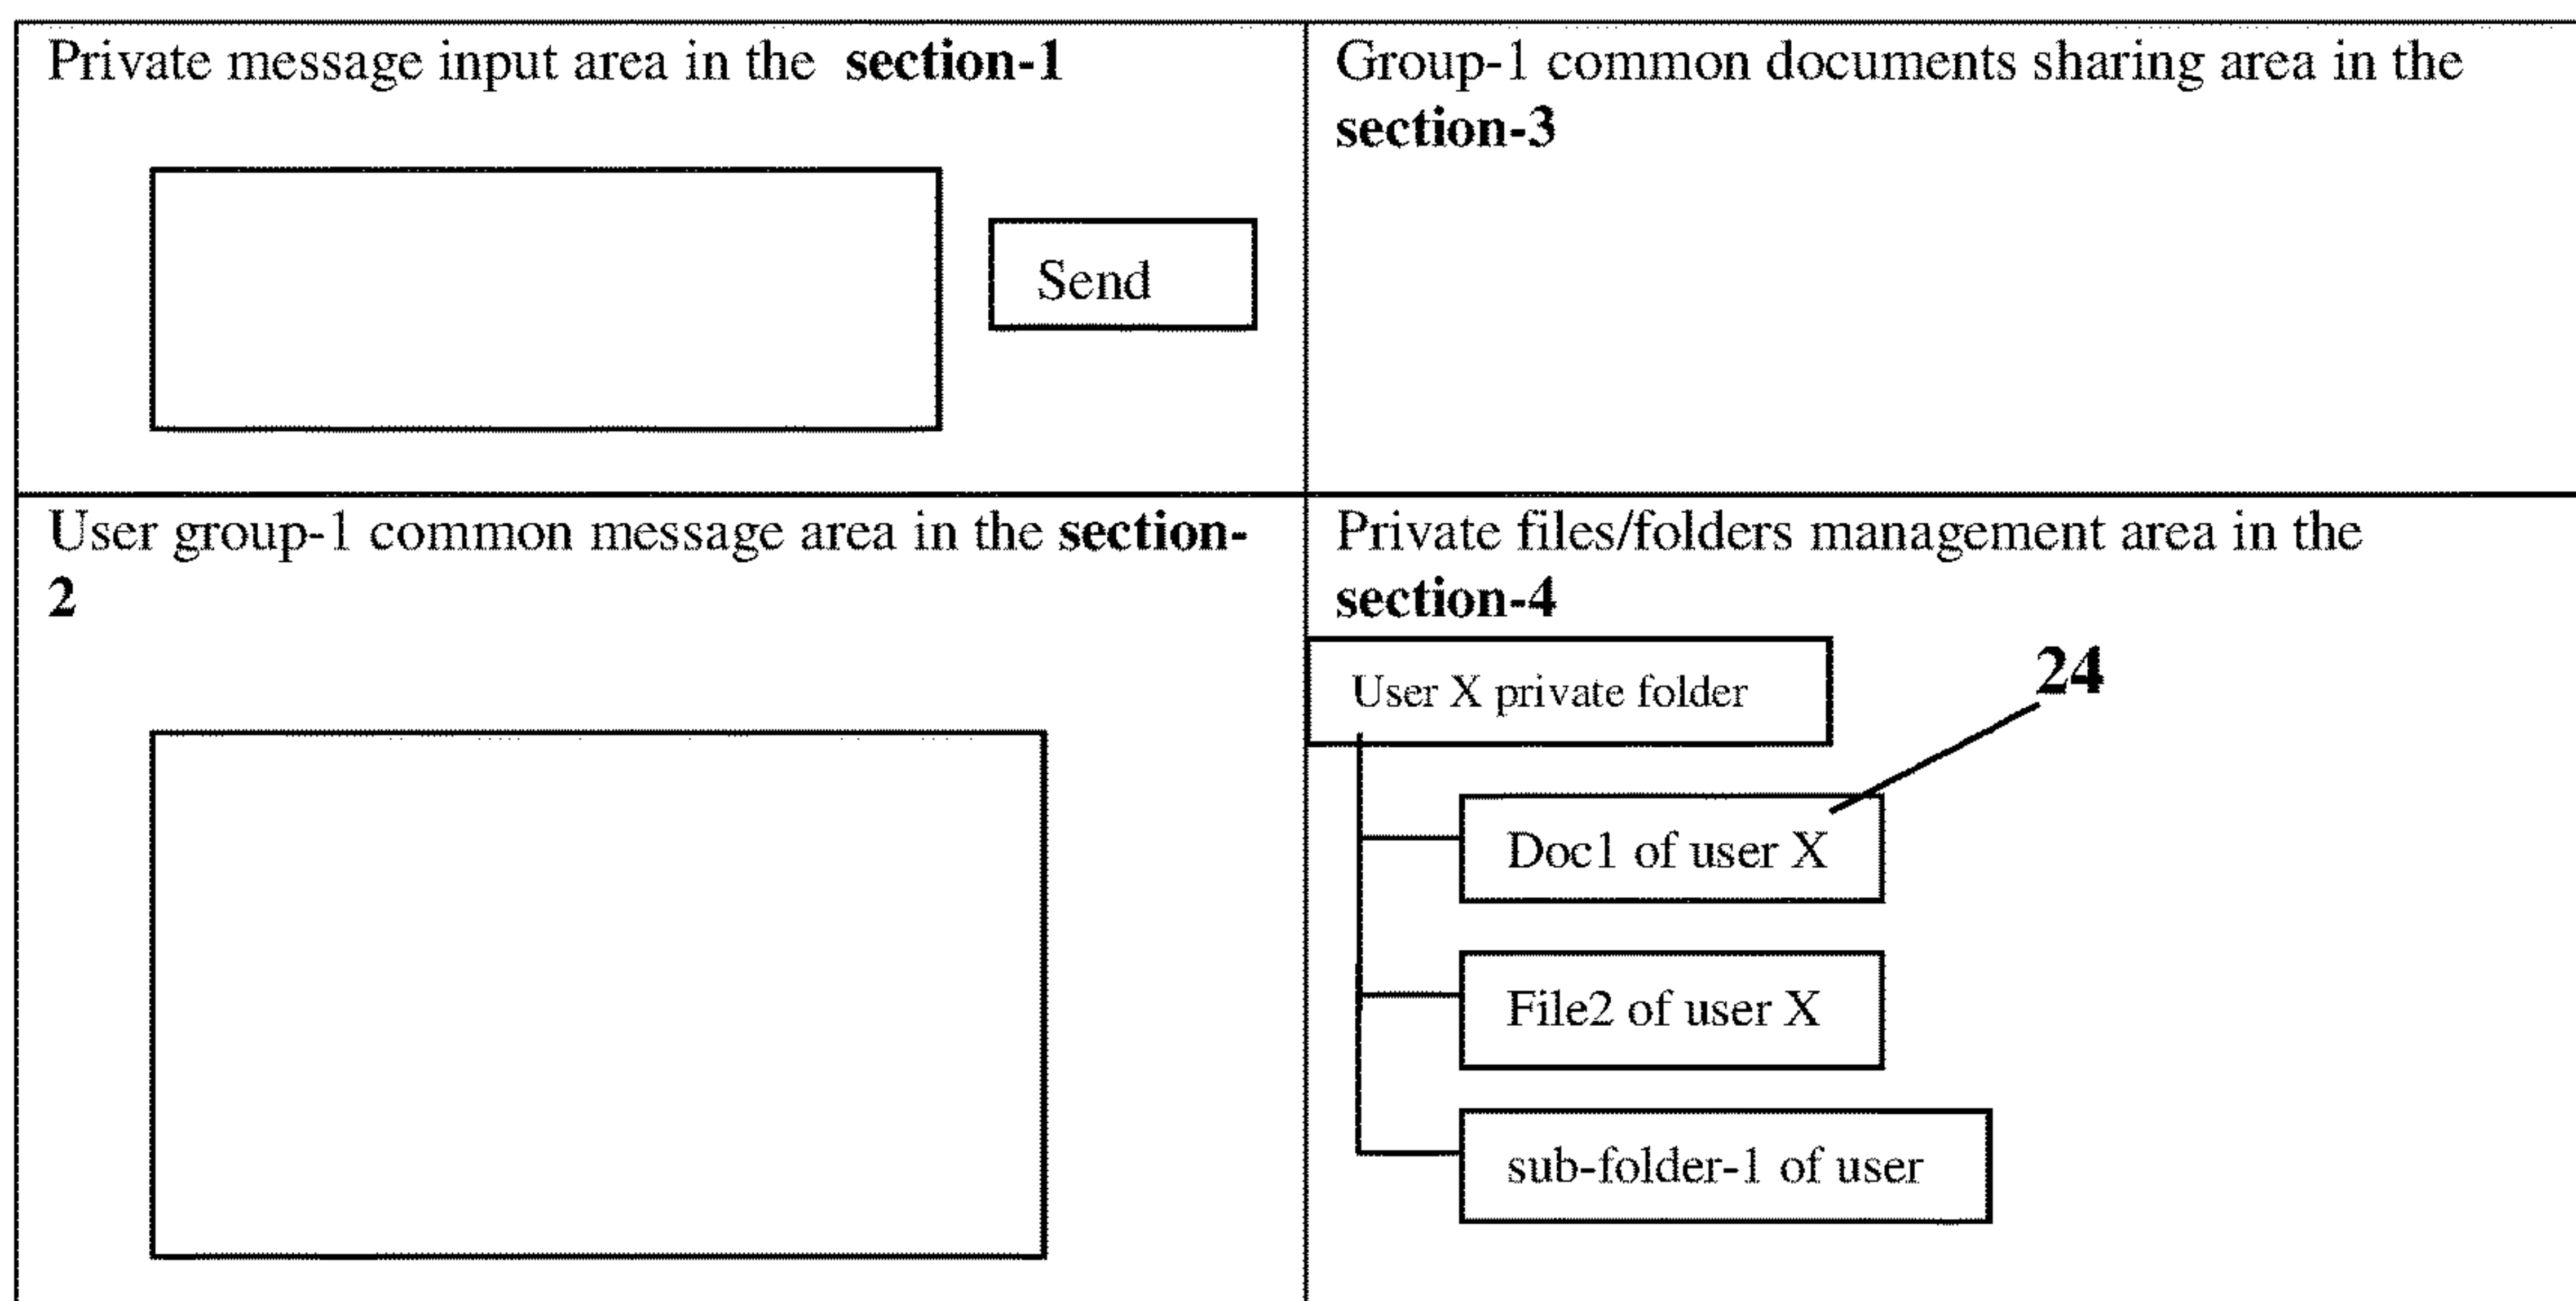 Private message input area in the section-1
Send
Group-1 common documents sharing area in the
section-3
User group-1 common message area in the section-
2
Private files/folders management area in the
section-4
User X private folder
24
Doc1 of user X
File2 of user X
sub-folder-1 of user